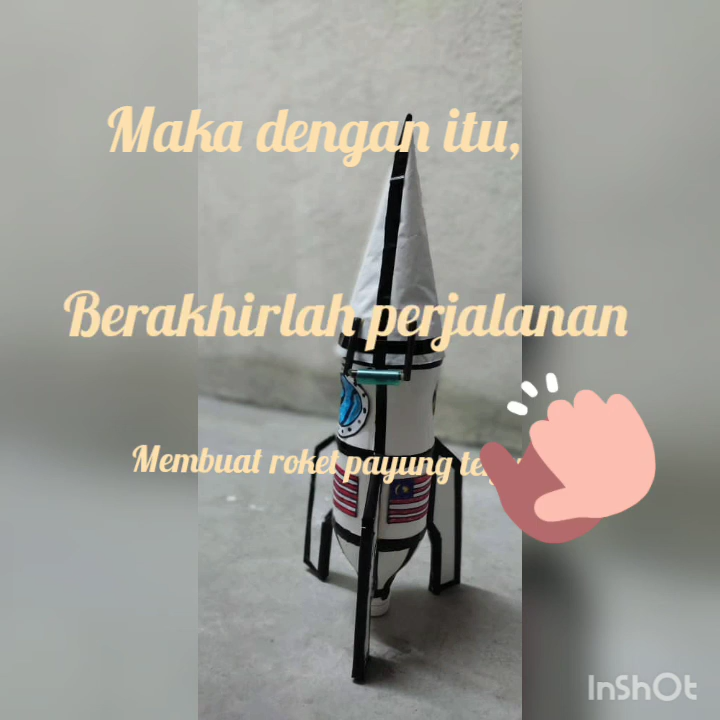 Maka dengan itu,
Berakhirlah perjalanan
Membuat roket payung
InShOt